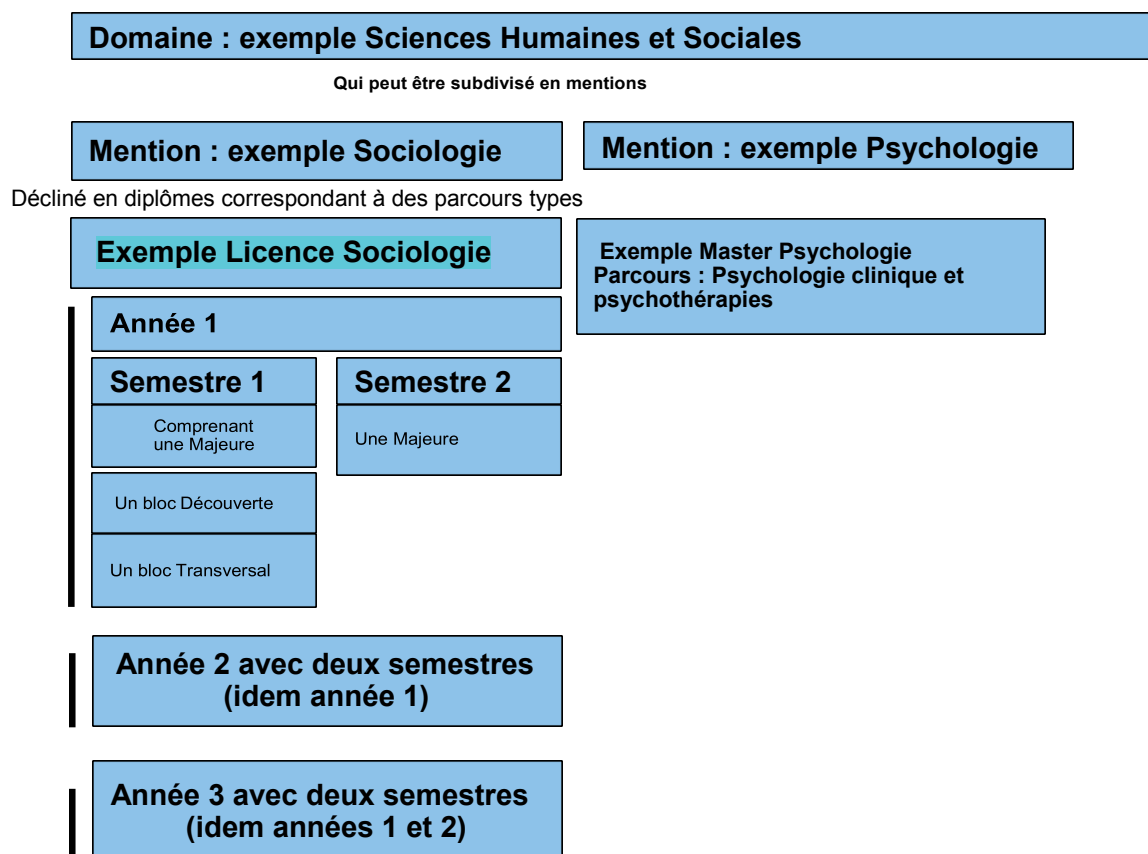 Domaine : exemple Sciences Humaines et Sociales
Qui peut être subdivisé en mentions
Mention : exemple Sociologie
Mention : exemple Psychologie
Décliné en diplômes correspondant à des parcours types
Exemple Licence Sociologie
Exemple Master Psychologie
Parcours : Psychologie clinique et
psychothérapies
Année 1
Semestre 1
Semestre 2
Comprenant
une Majeure
Une Majeure
Un bloc Découverte
Un bloc Transversal
Année 2 avec deux semestres
(idem année 1)
Année 3 avec deux semestres
(idem années 1 et 2)